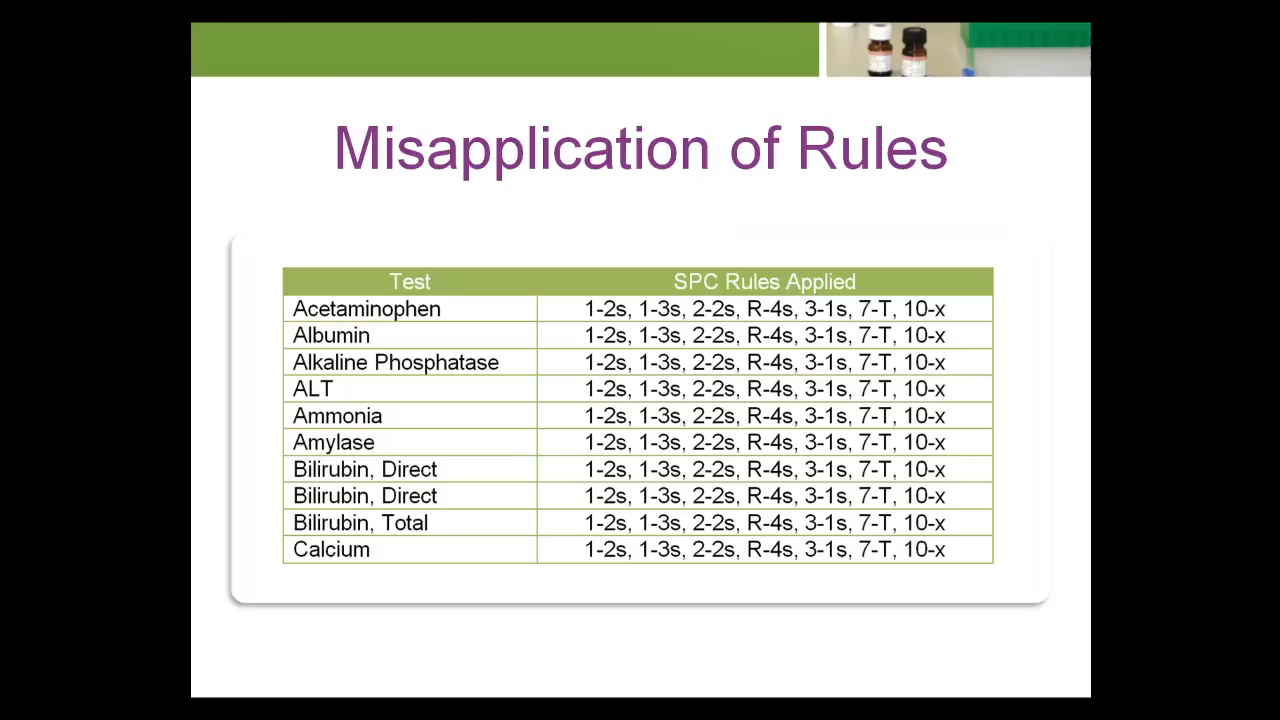 Misapplication of Rules
Test SPC Rules Applied
Acetaminophen 1-2s, 1-3s, 2-2s, R-4s, 3-1s, 7-T, 10-x
Albumin 1-2s, 1-3s, 2-2s, R-4s, 3-1s, 7-T, 10-x
Alkaline Phosphatase 1-2s, 1-3s, 2-2s, R-4s, 3-1s, 7-T, 10-x
ALT 1-2s, 1-3s, 2-2s, R-4s, 3-1s, 7-T, 10-x
Ammonia 1-2s, 1-3s, 2-2s, R-4s, 3-1s, 7-T, 10-x
Amylase 1-2s, 1-3s, 2-2s, R-4s, 3-1s, 7-T, 10-x
Bilirubin, Direct 1-2s, 1-3s, 2-2s, R-4s, 3-1s, 7-T, 10-x
Bilirubin, Direct 1-2s, 1-3s, 2-2s, R-4s, 3-1s, 7-T, 10-x
Bilirubin, Total 1-2s, 1-3s, 2-2s, R-4s, 3-1s, 7-T, 10-x
Calcium 1-2s, 1-3s, 2-2s, R-4s, 3-1s, 7-T, 10-x